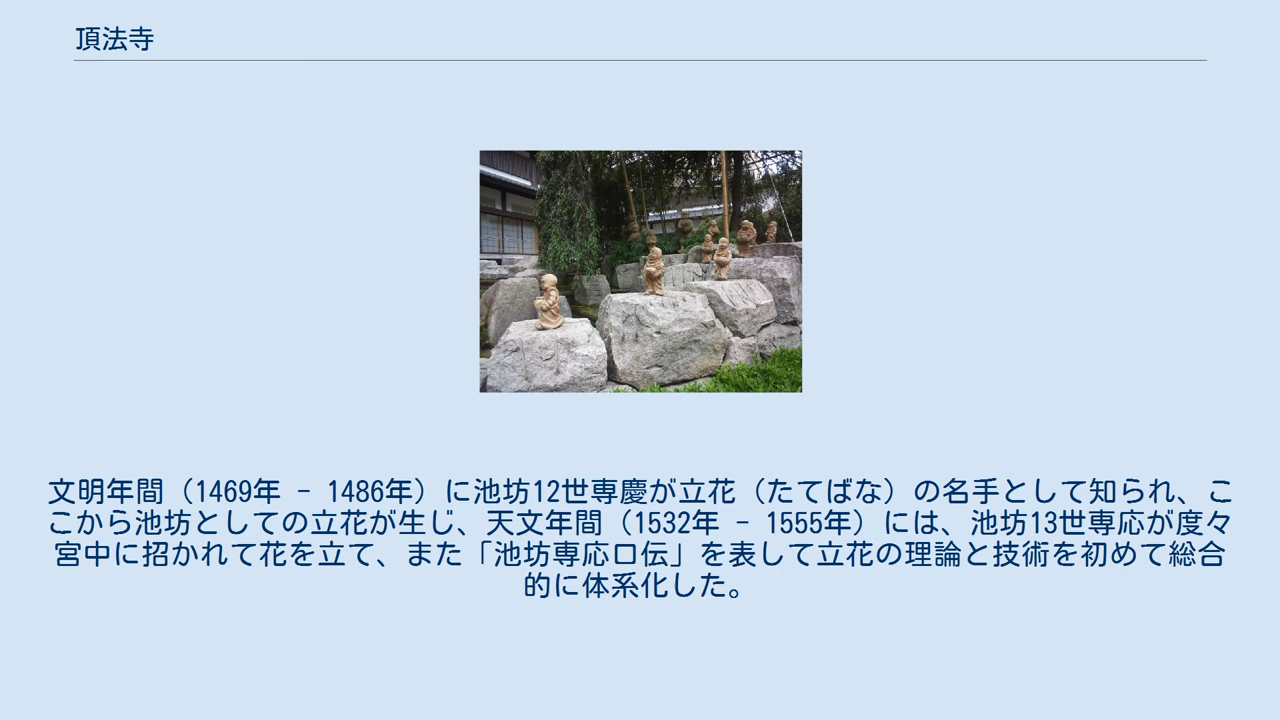 頂法寺
文明年間（1469年 - 1486年）に池坊12世専慶が立花（たてばな）の名手として知られ、こ
こから池坊としての立花が生じ、天文年間（1532年 - 1555年）には、池坊13世専応が度々
宮中に招かれて花を立て、また「池坊専応口伝」を表して立花の理論と技術を初めて総合
的に体系化した。